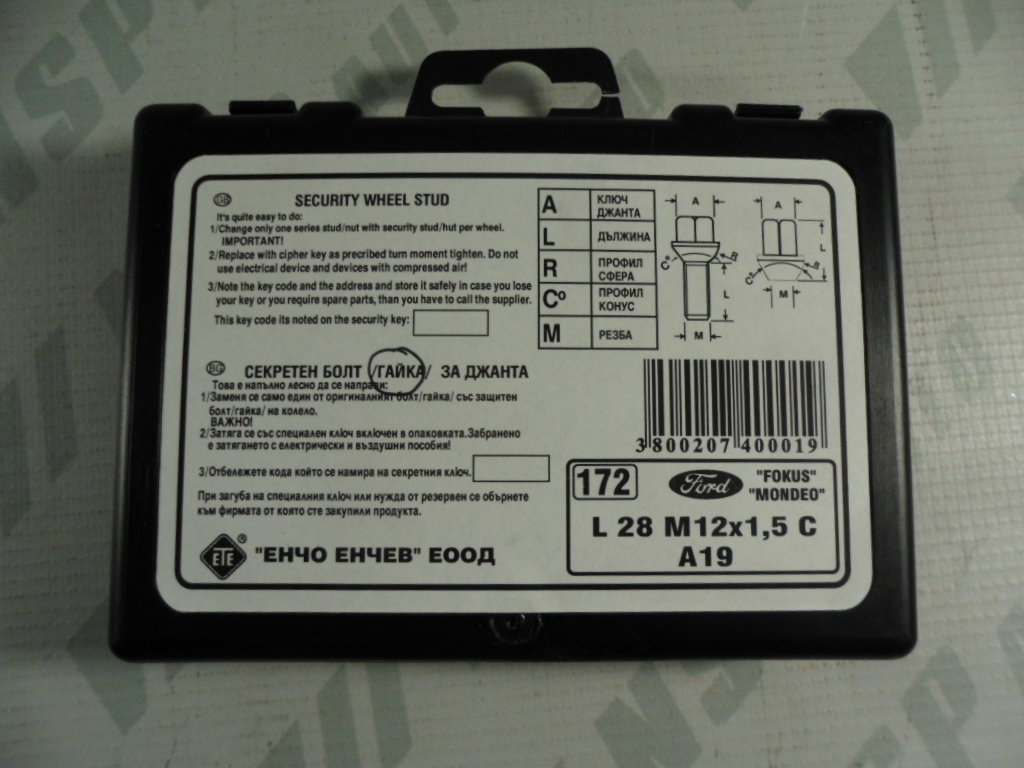 GB SECURITY WHEEL STUD
It's quite easy to do:
1/Change only one series stud/nut with security stud/hut per wheel.
IMPORTANT!
2/Replace with cipher key as precribed turn moment tighten. Do not
use electrical device and devices with compressed air!
3/Note the key code and the address and store it safely in case you lose
your key or you require spare parts, than you have to call the supplier.
This key code its noted on the security key:
BG СЕКРЕТЕН БОЛТ /ГАЙКА/ ЗА ДЖАНТА
Това е напълно лесно да се направи:
1/Заменя се само един от оригиналният болт/гайка/ със защитен
болт/гайка/ на колело.
ВАЖНО!
2/Затяга се със специален ключ включен в опаковката.Забранено
е затягането с електрически и въздушни пособия!
3/Отбележете кода който се намира на секретния ключ.
При загуба на специалния ключ или нужда от резервен се обърнете
към фирмата от която сте закупили продукта.
ETE ® "ЕНЧО ЕНЧЕВ" ЕООД
A КЛЮЧ
ДЖАНТА
L ДЪЛЖИНА
R ПРОФИЛ
СФЕРА
Cº ПРОФИЛ
КОНУС
M РЕЗБА
A
Cº
R
L
M
A
L
Cº
R
M
3800207400019
172 Ford "FOKUS"
"MONDEO"
L 28 M12x1,5 C
A19